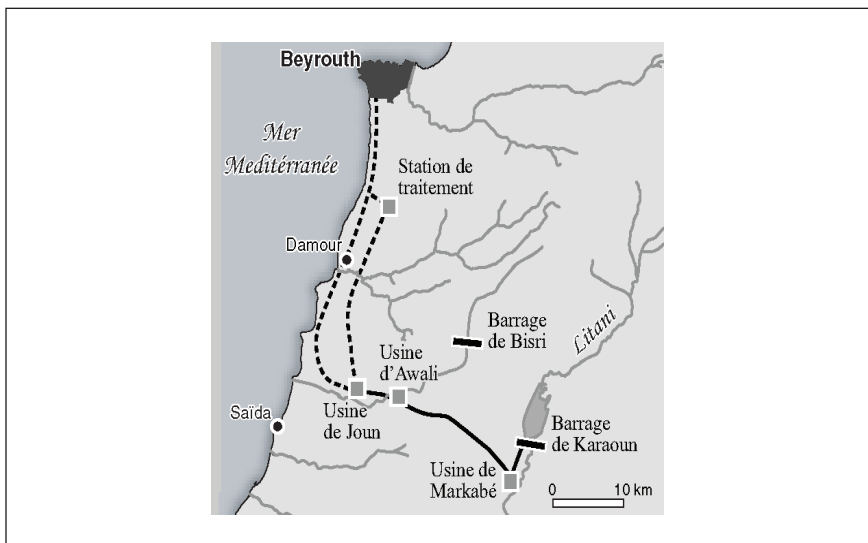 Beyrouth
Mer
Meditérranée
Station de
traitement
Damour
Litani
Barrage
de Bisri
Usine
d'Awali
Saïda
Usine
de Joun
Barrage
de Karaoun
Usine de
Markabé
0 10 km